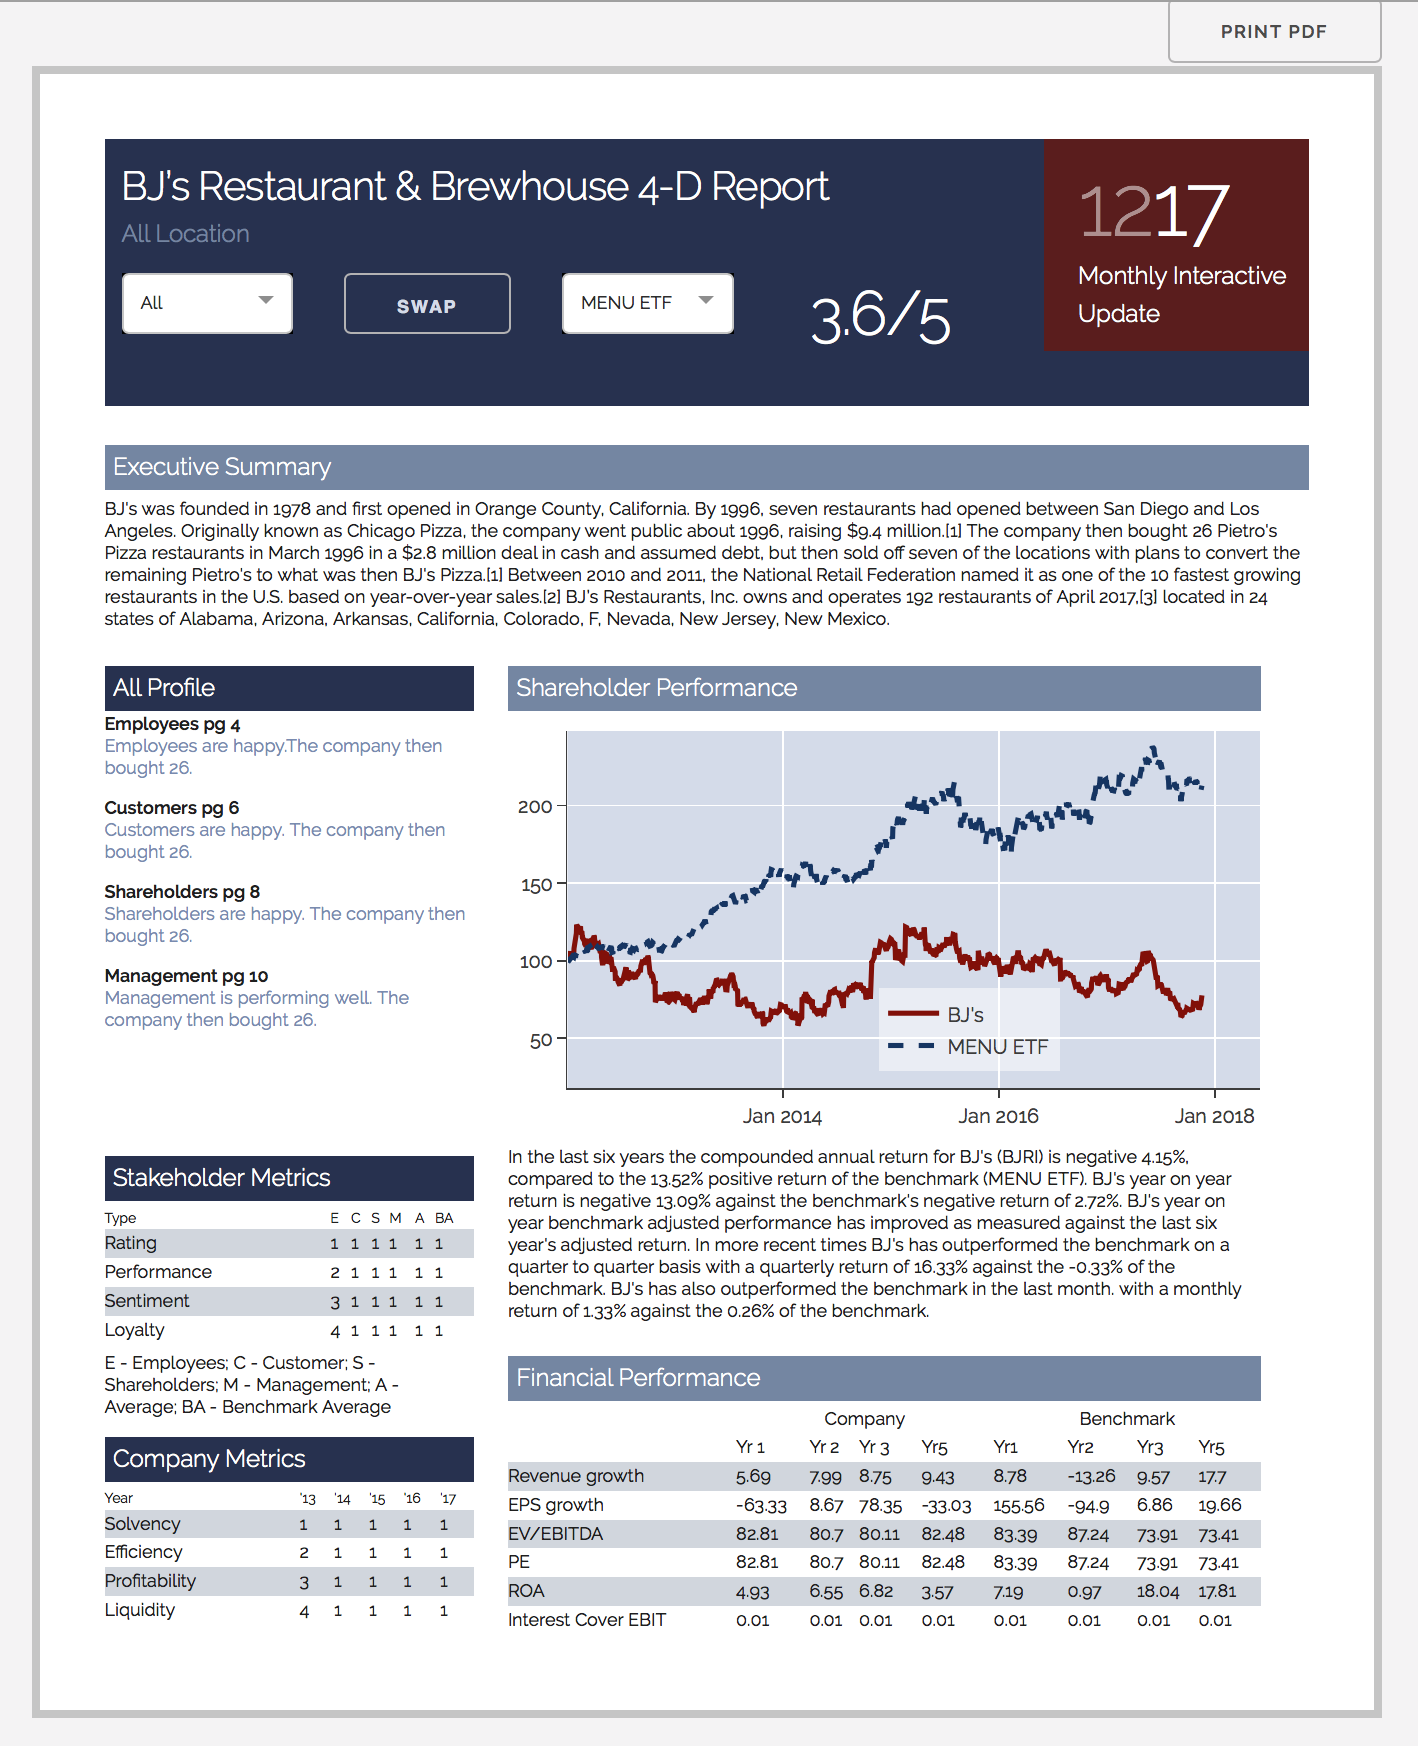 PRINT PDF
BJ's Restaurant & Brewhouse 4-D Report
All Location
All
SWAP
MENU ETF
3.6/5
1217
Monthly Interactive
Update
Executive Summary
BJ's was founded in 1978 and first opened in Orange County, California. By 1996, seven restaurants had opened between San Diego and Los
Angeles. Originally known as Chicago Pizza, the company went public about 1996, raising $9.4 million.[1] The company then bought 26 Pietro's
Pizza restaurants in March 1996 in a $2.8 million deal in cash and assumed debt, but then sold off seven of the locations with plans to convert the
remaining Pietro's to what was then BJ's Pizza.[1] Between 2010 and 2011, the National Retail Federation named it as one of the 10 fastest growing
restaurants in the U.S. based on year-over-year sales.[2] BJ's Restaurants, Inc. owns and operates 192 restaurants of April 2017,[3] located in 24
states of Alabama, Arizona, Arkansas, California, Colorado, F, Nevada, New Jersey, New Mexico.
All Profile
Employees pg 4
Employees are happy.The company then
bought 26.
Customers pg 6
Customers are happy. The company then
bought 26.
Shareholders pg 8
Shareholders are happy. The company then
bought 26.
Management pg 10
Management is performing well. The
company then bought 26.
Shareholder Performance
200
150
100
50
BJ's
MENU ETF
Jan 2014 Jan 2016 Jan 2018
In the last six years the compounded annual return for BJ's (BJRI) is negative 4.15%,
compared to the 13.52% positive return of the benchmark (MENU ETF). BJ's year on year
return is negative 13.09% against the benchmark's negative return of 2.72%. BJ's year on
year benchmark adjusted performance has improved as measured against the last six
year's adjusted return. In more recent times BJ's has outperformed the benchmark on a
quarter to quarter basis with a quarterly return of 16.33% against the -0.33% of the
benchmark. BJ's has also outperformed the benchmark in the last month. with a monthly
return of 1.33% against the 0.26% of the benchmark.
Stakeholder Metrics
Type E C S M A BA
Rating 1 1 1 1 1 1
Performance 2 1 1 1 1 1
Sentiment 3 1 1 1 1 1
Loyalty 4 1 1 1 1 1
E - Employees; C - Customer; S -
Shareholders; M - Management; A -
Average; BA - Benchmark Average
Company Metrics
Year '13 '14 '15 '16 '17
Solvency 1 1 1 1 1
Efficiency 2 1 1 1 1
Profitability 3 1 1 1 1
Liquidity 4 1 1 1 1
Financial Performance
Company Benchmark
Yr 1 Yr 2 Yr 3 Yr5 Yr1 Yr2 Yr3 Yr5
Revenue growth 5.69 7.99 8.75 9.43 8.78 -13.26 9.57 17.7
EPS growth -63.33 8.67 78.35 -33.03 155.56 -94.9 6.86 19.66
EV/EBITDA 82.81 80.7 80.11 82.48 83.39 87.24 73.91 73.41
PE 82.81 80.7 80.11 82.48 83.39 87.24 73.91 73.41
ROA 4.93 6.55 6.82 3.57 7.19 0.97 18.04 17.81
Interest Cover EBIT 0.01 0.01 0.01 0.01 0.01 0.01 0.01 0.01